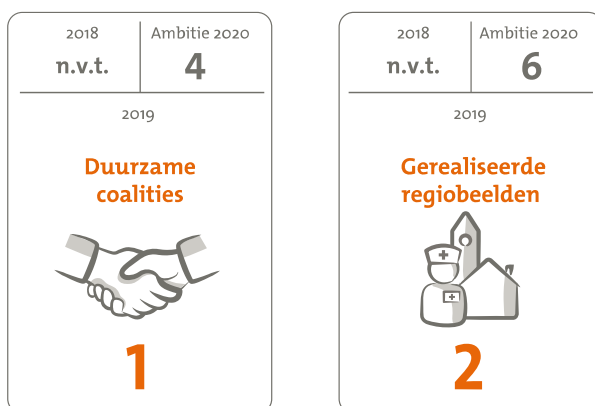 2018
Ambitie 2020
n.v.t.
4
2019
Duurzame
coalities
1
2018
Ambitie 2020
n.v.t.
6
2019
Gerealiseerde
regiobeelden
2